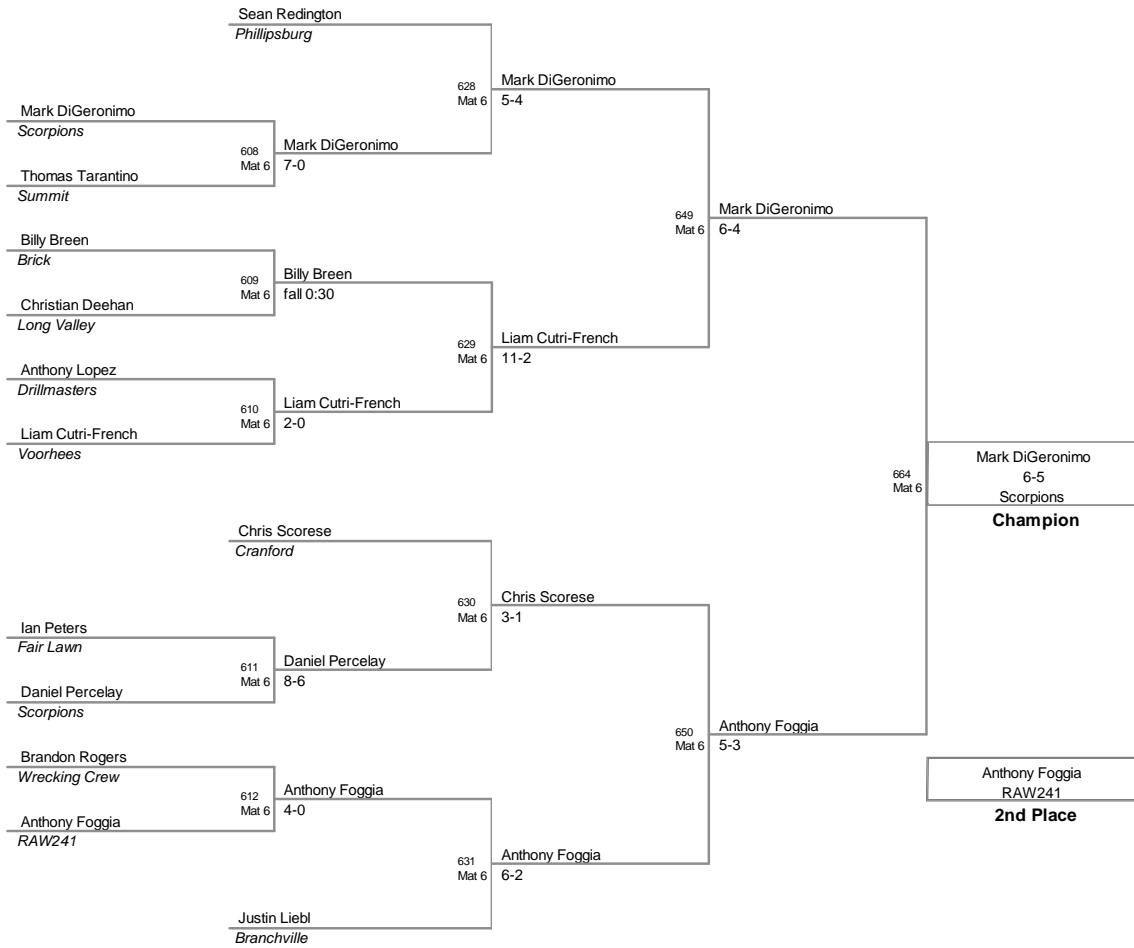 Sean Redington
Phillipsburg
628
Mat 6
Mark DiGeronimo
5-4
Mark DiGeronimo
Scorpions
608
Mat 6
Mark DiGeronimo
7-0
Thomas Tarantino
Summit
649
Mat 6
Mark DiGeronimo
6-4
Billy Breen
Brick
609
Mat 6
Billy Breen
fall 0:30
Christian Deehan
Long Valley
629
Mat 6
Liam Cutri-French
11-2
Anthony Lopez
Drillmasters
610
Mat 6
Liam Cutri-French
2-0
Liam Cutri-French
Voorhees
664
Mat 6
Mark DiGeronimo
6-5
Scorpions
Champion
Chris Scorese
Cranford
630
Mat 6
Chris Scorese
3-1
Ian Peters
Fair Lawn
611
Mat 6
Daniel Percelay
8-6
Daniel Percelay
Scorpions
650
Mat 6
Anthony Foggia
5-3
Brandon Rogers
Wrecking Crew
612
Mat 6
Anthony Foggia
4-0
Anthony Foggia
RAW241
631
Mat 6
Anthony Foggia
6-2
Justin Liebl
Branchville
Anthony Foggia
RAW241
2nd Place